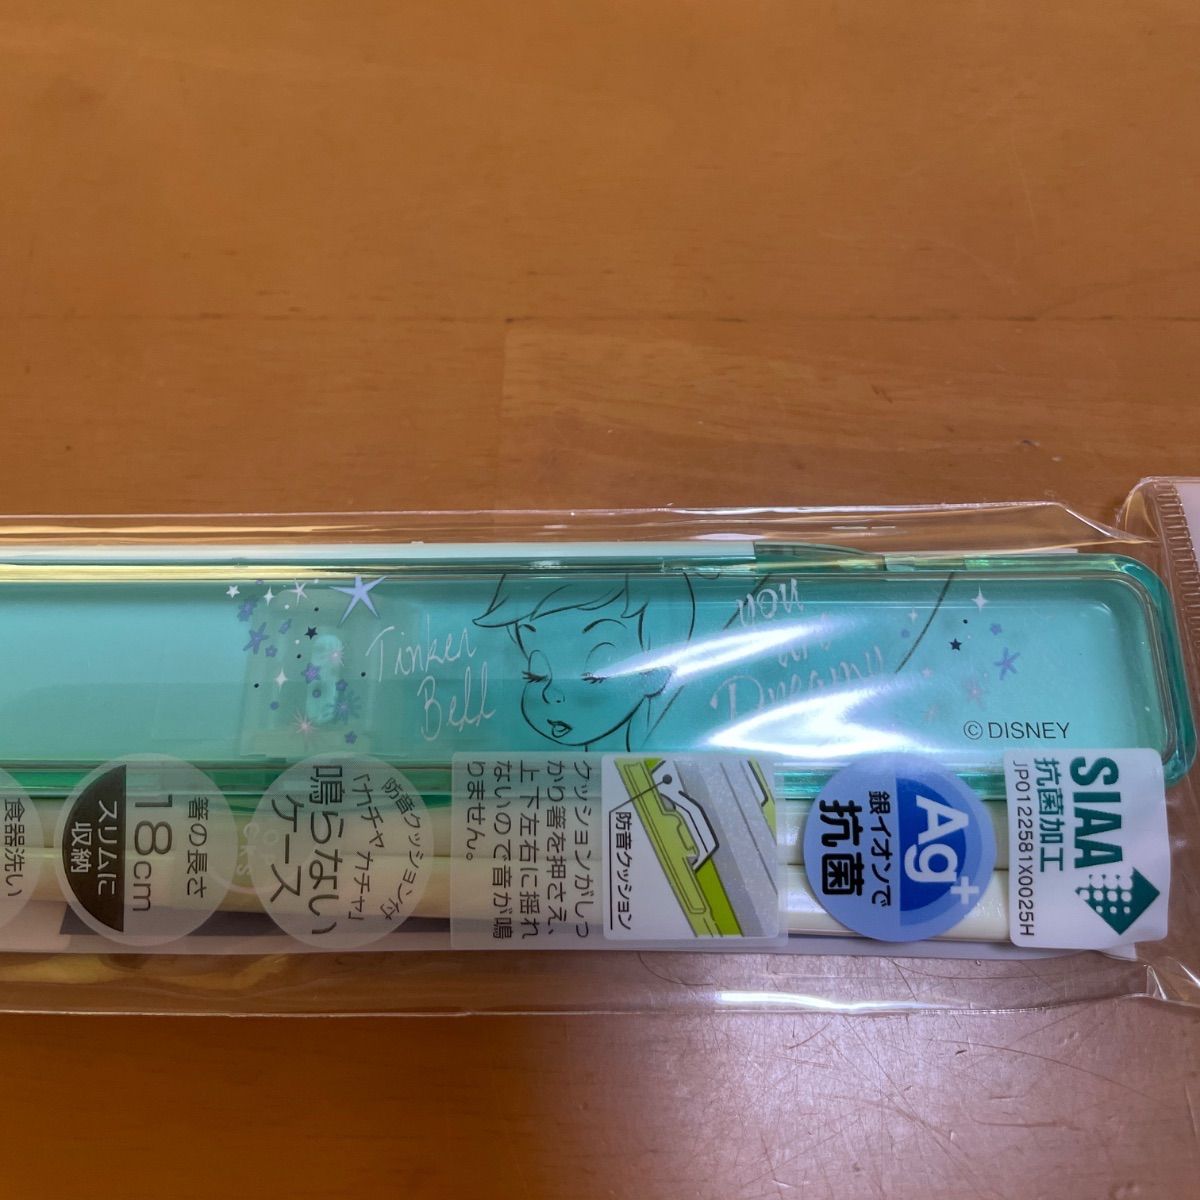 Tinker
Bell
you
are
Dreamy
©DISNEY
SIAA
抗菌加工
JP0122581X0025H
Ag+
銀イオンで
抗菌
防音クッション
クッションがしっ
かり箸を押さえ、
上下左右に揺れ
ないので音が鳴
りません。
防音クッションで
「カチャカチャ」
鳴らない
ケース
箸の長さ
18cm
スリムに
収納
食器洗い